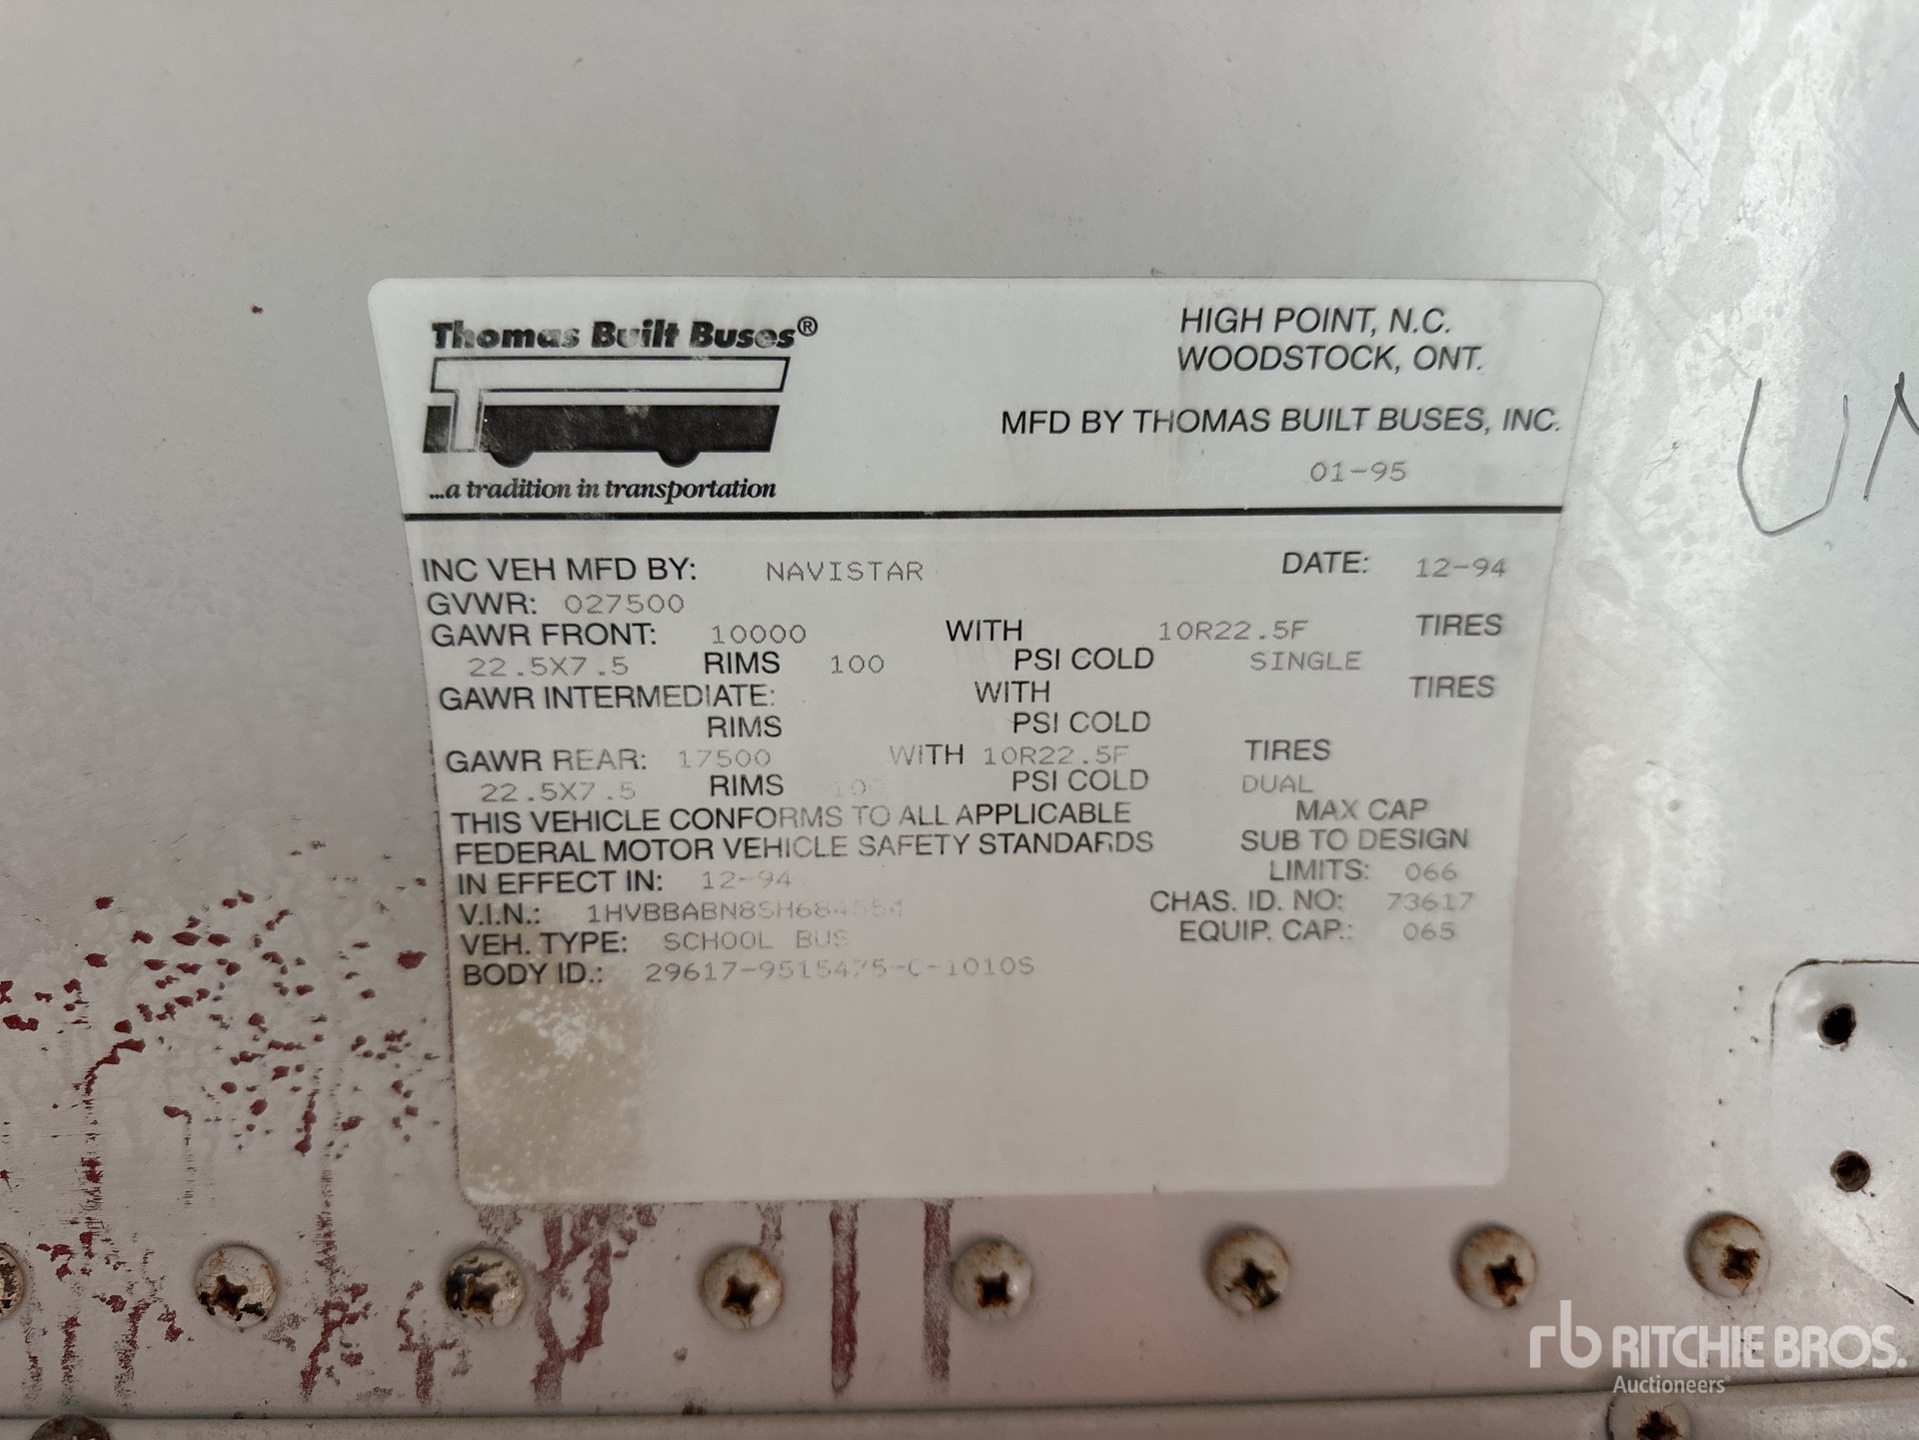 Thomas Built Buses®
...a tradition in transportation
HIGH POINT, N.C.
WOODSTOCK, ONT.
MFD BY THOMAS BUILT BUSES, INC.
01-95
INC VEH MFD BY: NAVISTAR DATE: 12-94
GVWR: 027500
GAWR FRONT: 10000 WITH 10R22.5F TIRES
22.5X7.5 RIMS 100 PSI COLD SINGLE
GAWR INTERMEDIATE: WITH TIRES
RIMS PSI COLD
GAWR REAR: 17500 WITH 10R22.5F TIRES
22.5X7.5 RIMS PSI COLD DUAL
THIS VEHICLE CONFORMS TO ALL APPLICABLE MAX CAP
FEDERAL MOTOR VEHICLE SAFETY STANDARDS SUB TO DESIGN
IN EFFECT IN: 12-94 LIMITS: 066
V.I.N.: CHAS. ID. NO: 73617
VEH. TYPE: SCHOOL BUS EQUIP. CAP.: 065
BODY ID.: 29617-9515475-C-1010S
UN
rb RITCHIE BROS.
Auctioneers